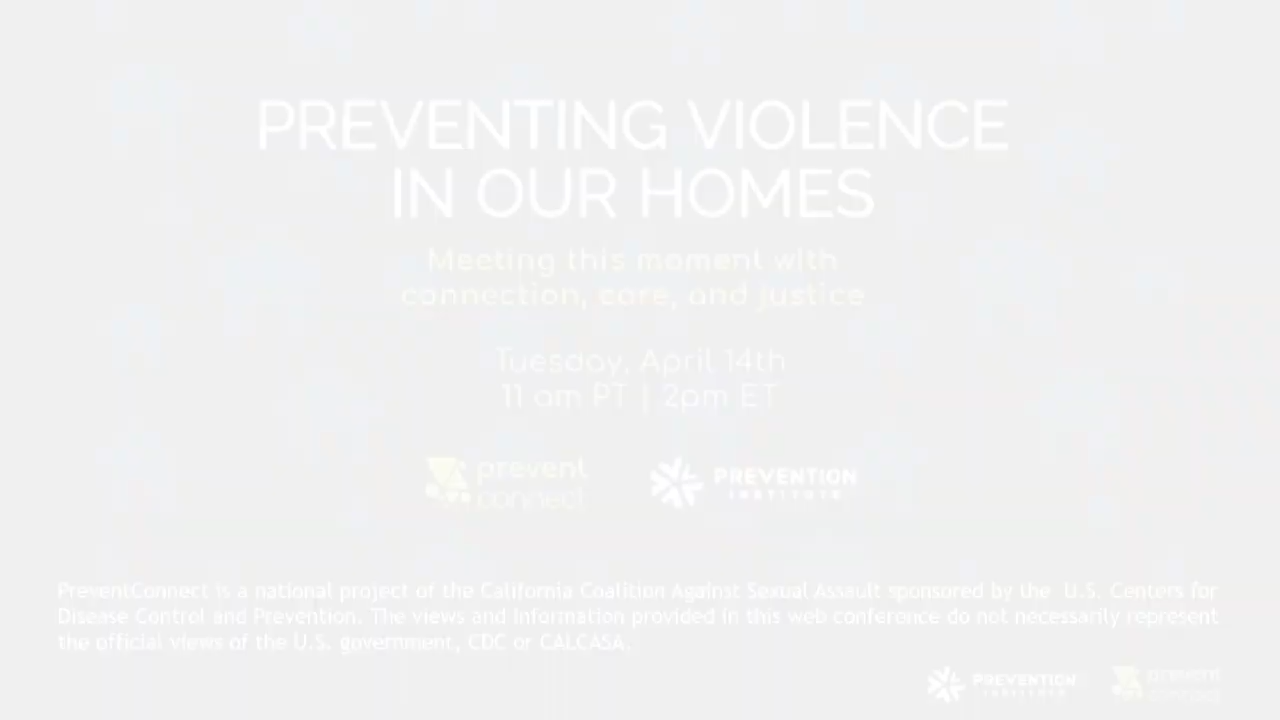 PREVENTING VIOLENCE
IN OUR HOMES
Meeting this moment with
connection, care, and justice
Tuesday, April 14th
11 am PT | 2pm ET
prevent
connect
PREVENTION
INSTITUTE
PreventConnect is a national project of the California Coalition Against Sexual Assault sponsored by the U.S. Centers for
Disease Control and Prevention. The views and information provided in this web conference do not necessarily represent
the official views of the U.S. government, CDC or CALCASA.
PREVENTION
INSTITUTE
prevent
connect